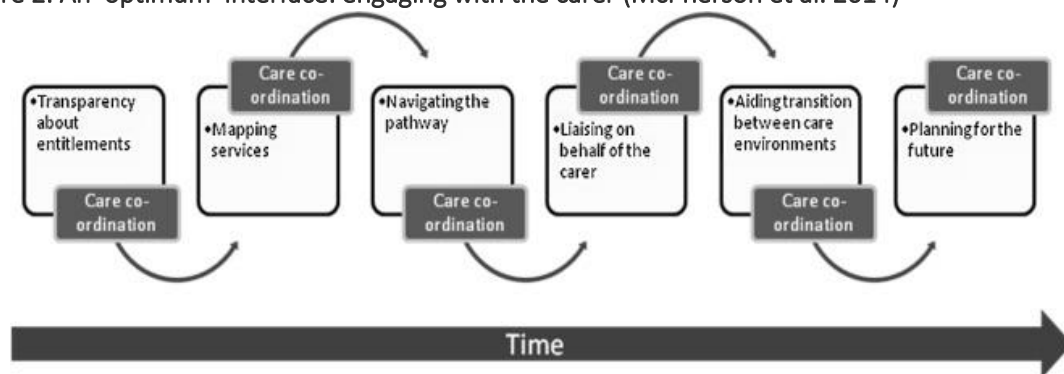 re 2. An 'optimum' interface: engaging with the carer (McPherson et al. 2014)
•Transparency
about
entitlements
Care co-
ordination
Care co-
ordination
•Mapping
services
•Navigating the
pathway
Care co-
ordination
Care co-
ordination
•Liaising on
behalf of the
carer
•Aiding transition
between care
environments
Care co-
ordination
Care co-
ordination
•Planning for the
future
Time